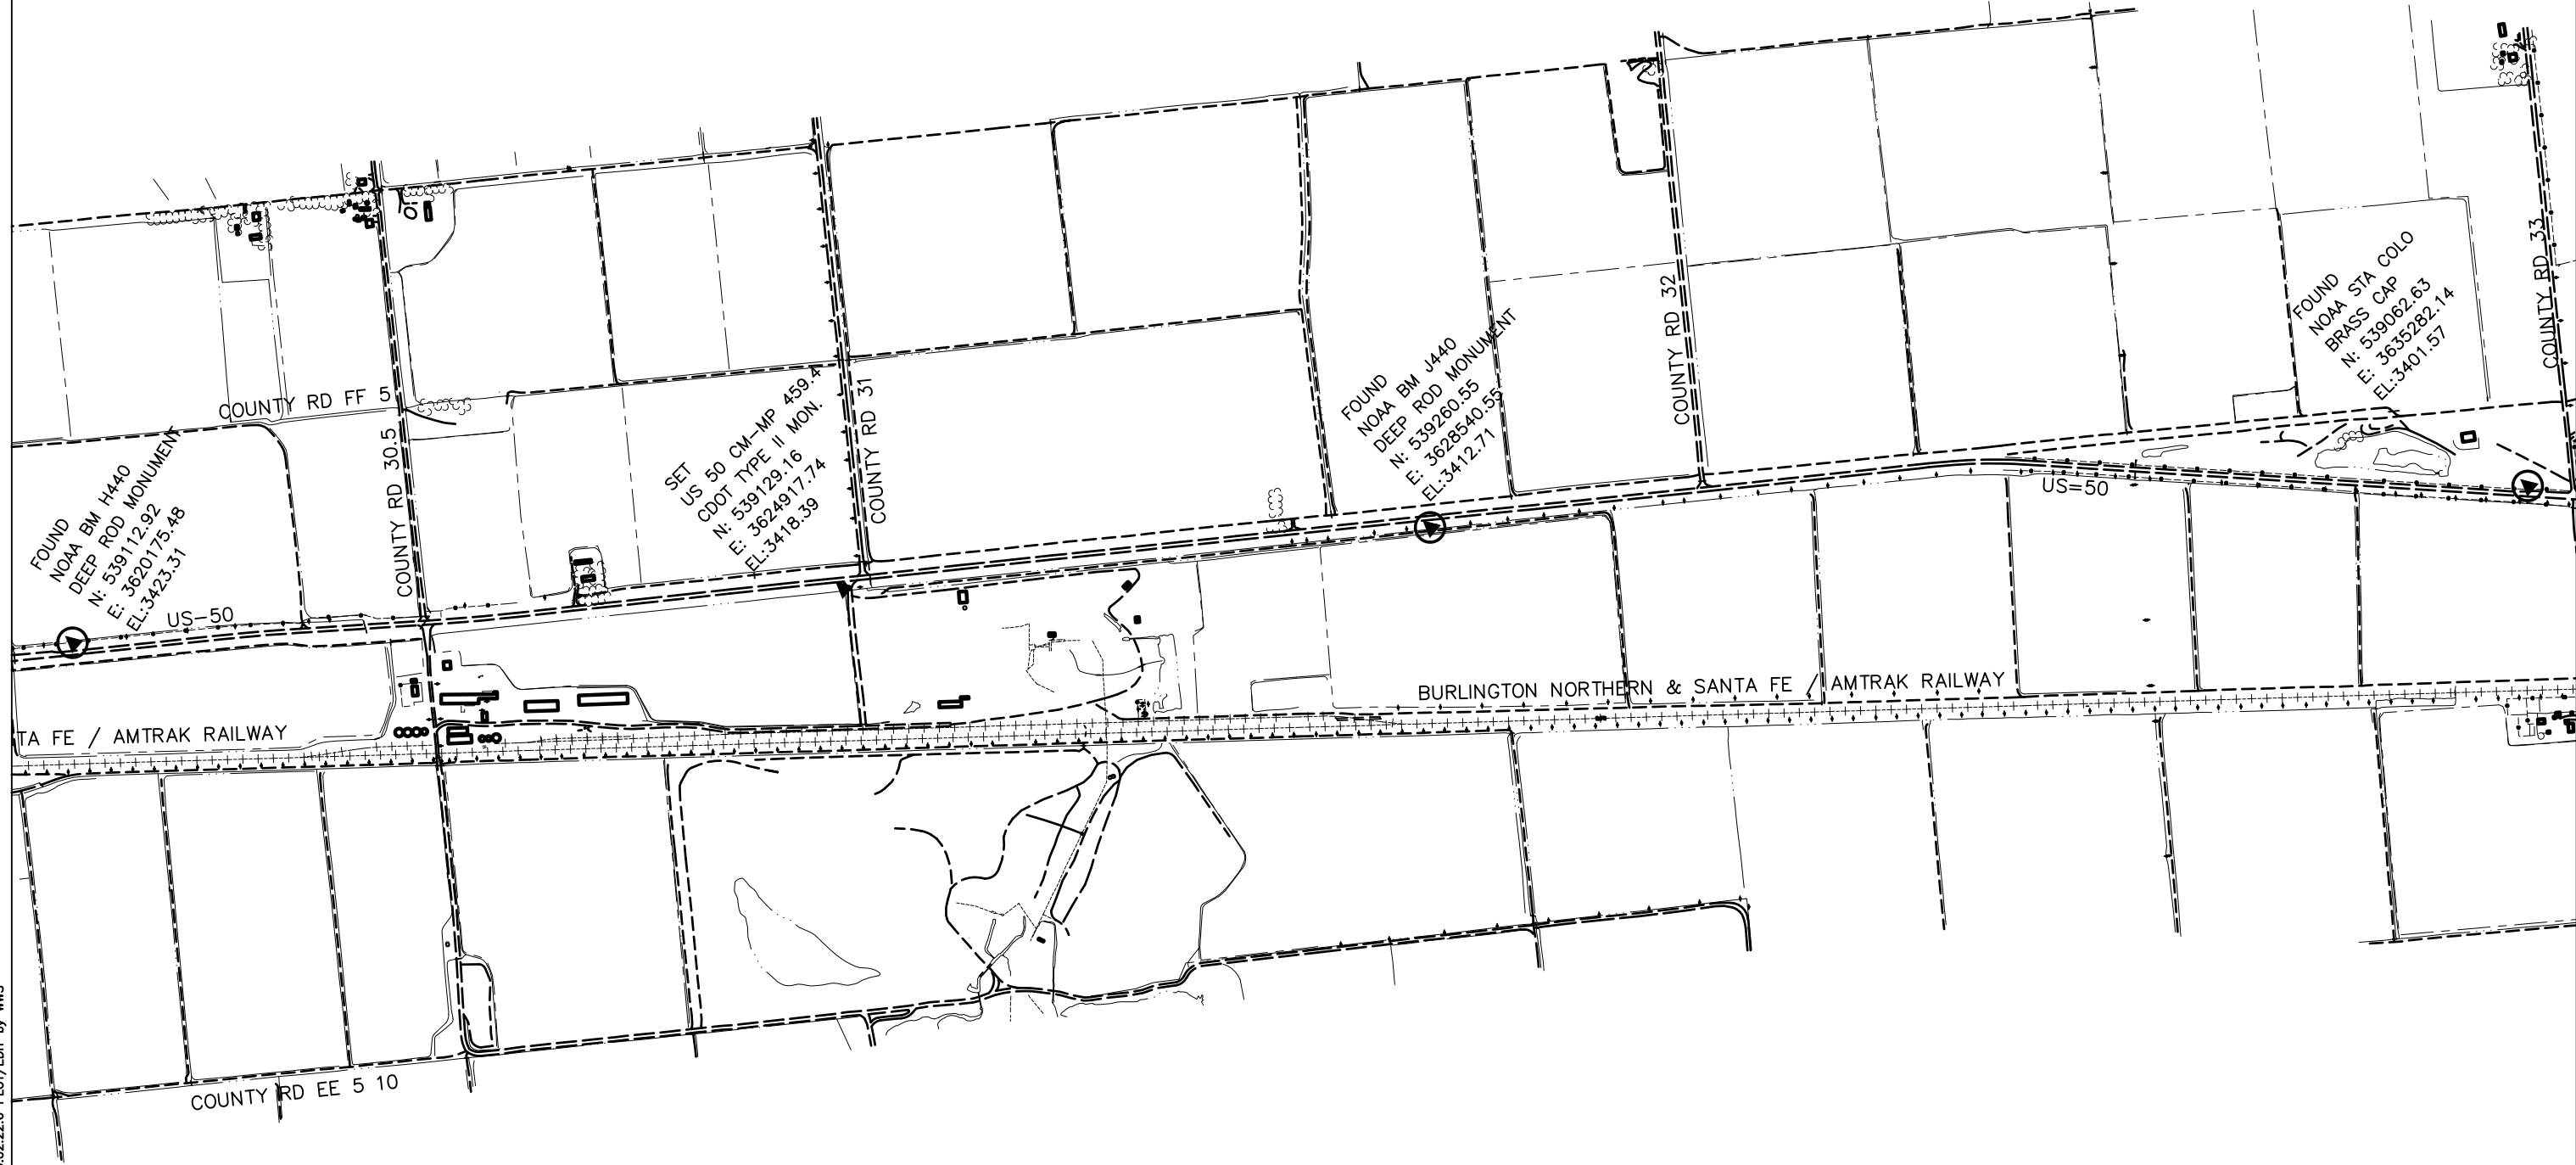 COUNTY RD FF 5
FOUND
NOAA BM H440
DEEP ROD MONUMENT
N: 539112.92
E: 3620175.48
EL:3423.31
US-50
COUNTY RD 30.5
SET
US 50 CM-MP 459.4
CDOT TYPE II MON.
N: 539129.16
E: 3624917.74
EL:3418.39
COUNTY RD 31
FOUND
NOAA BM J440
DEEP ROD MONUMENT
N: 539260.55
E: 3628540.55
EL:3412.71
COUNTY RD 32
FOUND
NOAA STA COLO
BRASS CAP
N: 539062.63
E: 3635282.14
EL:3401.57
COUNTY RD 33
US=50
TA FE / AMTRAK RAILWAY
BURLINGTON NORTHERN & SANTA FE / AMTRAK RAILWAY
COUNTY RD EE 5 10